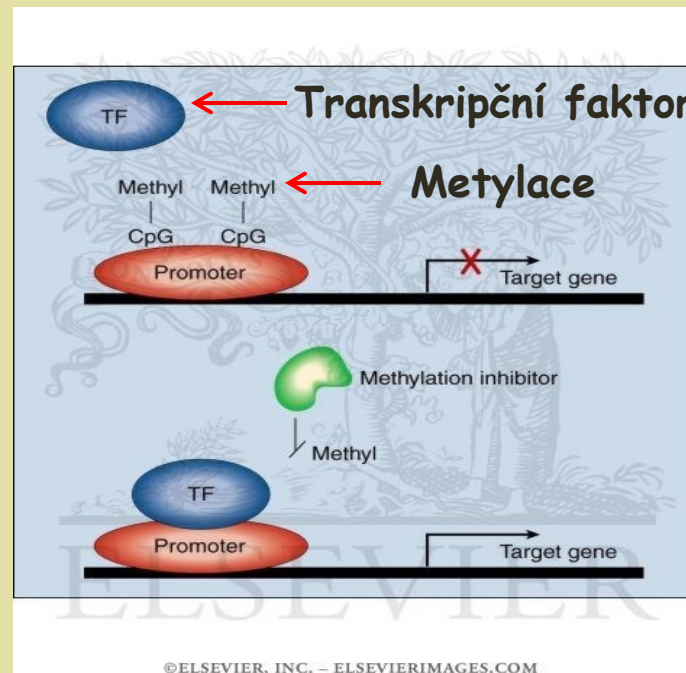 TF
Transkripční faktor
Metylace
Methyl Methyl
CpG CpG
Promoter
Target gene
Methylation inhibitor
Methyl
TF
Promoter
Target gene
ELSEVIER
©ELSEVIER, INC. – ELSEVIERIMAGES.COM